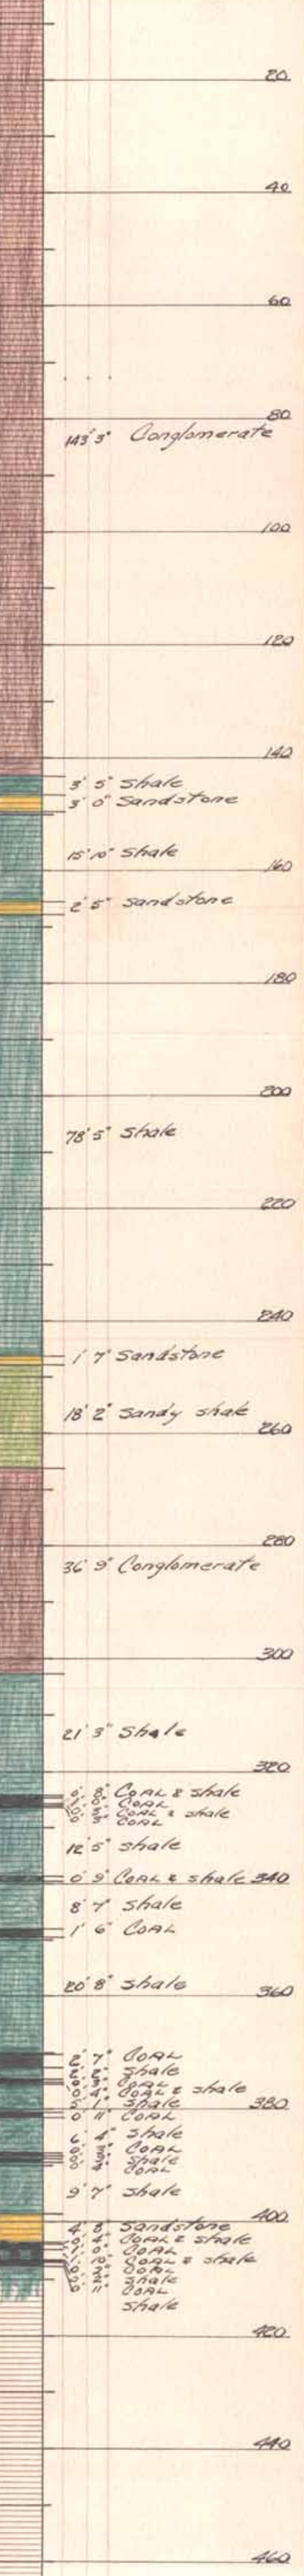 20
40
60
80
143' 3" Conglomerate
100
120
140
3' 5" Shale
3' 0" Sandstone
15' 10" Shale
160
2' 5" Sandstone
180
200
78' 5" Shale
220
240
1' 7" Sandstone
18' 2" Sandy shale
260
280
36' 9" Conglomerate
300
21' 3" Shale
320
COAL & shale
COAL
COAL & shale
COAL
12' 5" shale
0' 9" COAL & shale 340
8' 7" shale
1' 6" COAL
20' 8" shale
360
7" COAL
Shale
COAL
COAL & shale
Shale
380
0' 11" COAL
6' 4" shale
COAL
Shale
COAL
9' 7" shale
400
Sandstone
COAL & shale
COAL
COAL & shale
COAL
Shale
COAL
Shale
420
440
460